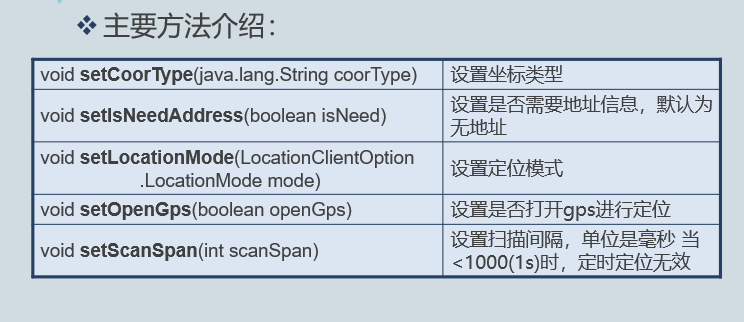 主要方法介绍：
void setCoorType(java.lang.String coorType)
设置坐标类型
void setIsNeedAddress(boolean isNeed)
设置是否需要地址信息，默认为
无地址
void setLocationMode(LocationClientOption
.LocationMode mode)
设置定位模式
void setOpenGps(boolean openGps)
设置是否打开gps进行定位
void setScanSpan(int scanSpan)
设置扫描间隔，单位是毫秒 当
<1000(1s)时，定时定位无效